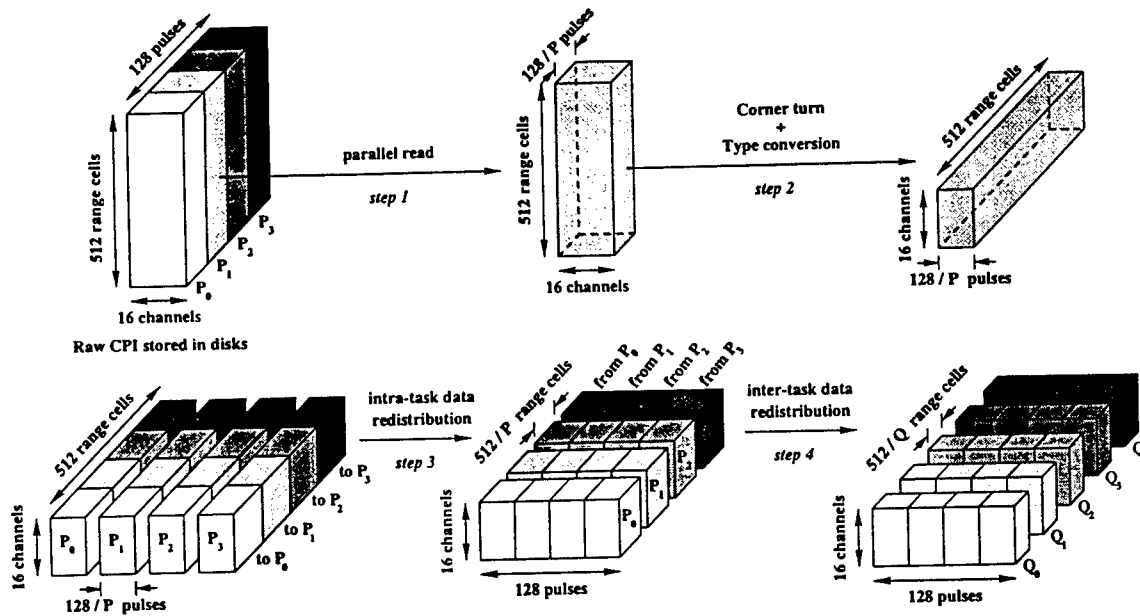 128 pulses
512 range cells
P0
P1
P2
P3
16 channels
Raw CPI stored in disks
parallel read
step 1
128 / P pulses
512 range cells
16 channels
Corner turn
+
Type conversion
step 2
512 range cells
16 channels
128 / P pulses
512 range cells
16 channels
P0
P1
P2
P3
to P0
to P1
to P2
to P3
128 / P pulses
intra-task data
redistribution
step 3
512 / P range cells
from P0
from P1
from P2
from P3
16 channels
P0
P1
P2
128 pulses
inter-task data
redistribution
step 4
512 / Q range cells
16 channels
Q0
Q1
Q2
128 pulses